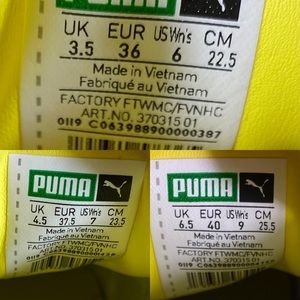 PUMA
UK EUR US Wn's CM
3.5 36 6 22.5
Made in Vietnam
Fabriqué au Vietnam
FACTORY FTWMC/FVNHC
ART.NO. 370315 01
0119 C063988900000387
PUMA
UK EUR US Wn's CM
4.5 37.5 7 23.5
Made in Vietnam
Fabriqué au Vietnam
FACTORY FTWMC/FVNHC
PUMA
UK EUR US Wn's CM
6.5 40 9 25.5
Made in Vietnam
Fabriqué au Vietnam
FACTORY FTWMC/FVNHC
ART.NO. 370315 01